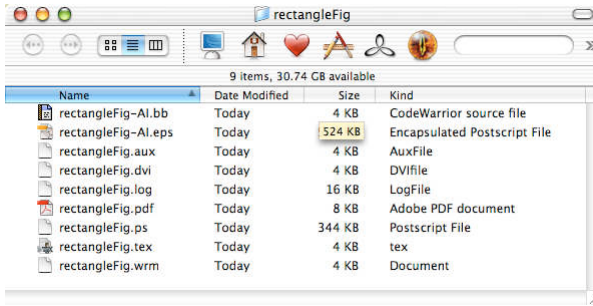 rectangleFig
9 items, 30.74 GB available
Name Date Modified Size Kind
rectangleFig-AI.bb Today 4 KB CodeWarrior source file
rectangleFig-AI.eps Today 524 KB Encapsulated Postscript File
rectangleFig.aux Today 4 KB AuxFile
rectangleFig.dvi Today 4 KB DVIfile
rectangleFig.log Today 16 KB LogFile
rectangleFig.pdf Today 8 KB Adobe PDF document
rectangleFig.ps Today 344 KB Postscript File
rectangleFig.tex Today 4 KB tex
rectangleFig.wrm Today 4 KB Document